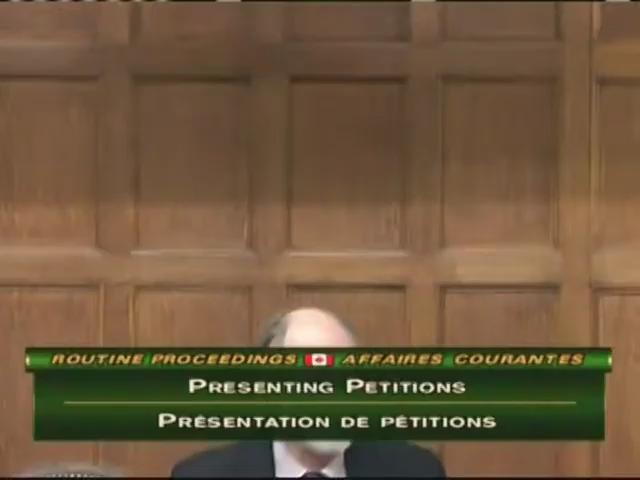 ROUTINE PROCEEDINGS AFFAIRES COURANTES
PRESENTING PETITIONS
PRÉSENTATION DE PÉTITIONS